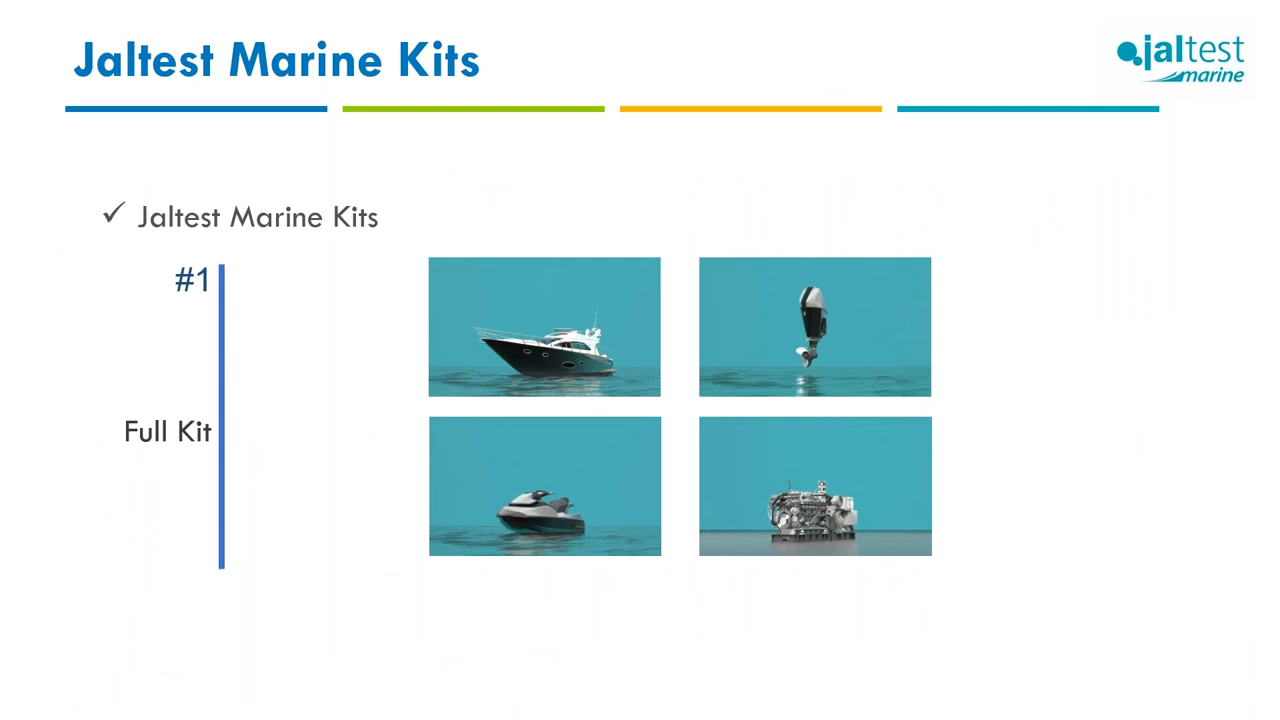 Jaltest Marine Kits
jaltest
marine
✓ Jaltest Marine Kits
#1
Full Kit